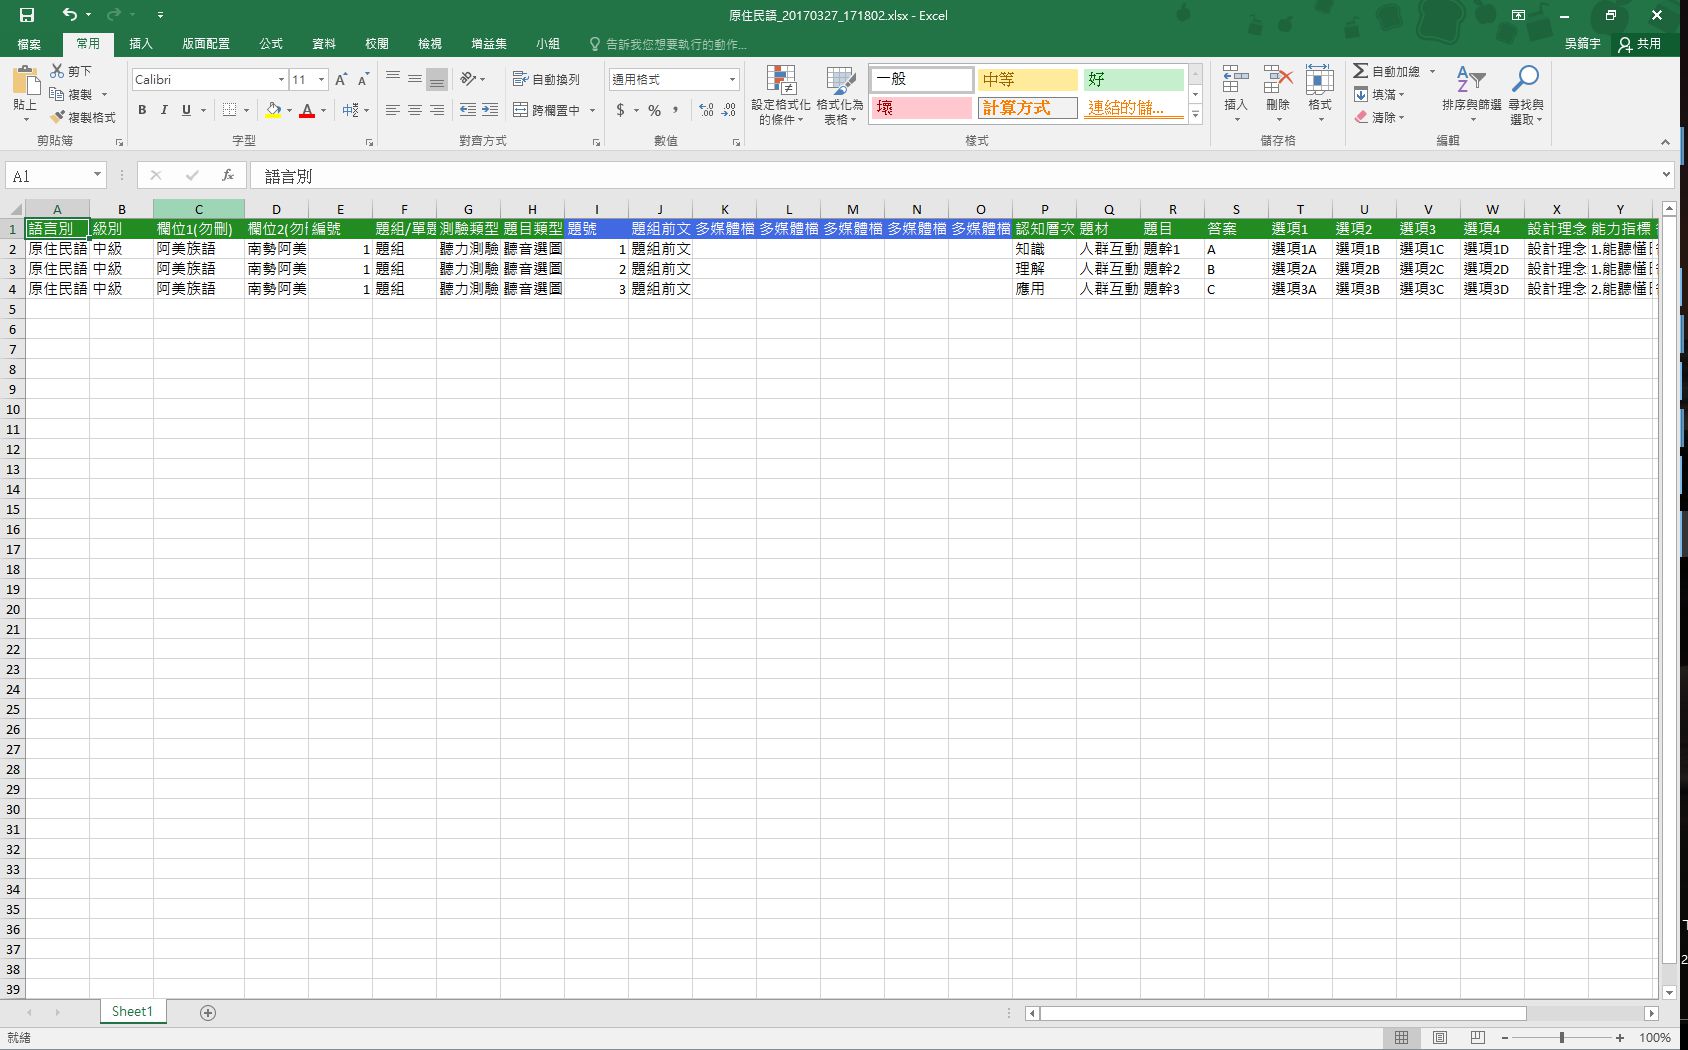 原住民語_20170327_171802.xlsx - Excel
檔案 常用 插入 版面配置 公式 資料 校閱 檢視 增益集 小組 告訴我您想要執行的動作... 吳鎬宇 共用
貼上 剪下 複製 複製格式 剪貼簿
Calibri 11 B I U 字型
自動換列 跨欄置中 對齊方式
通用格式 $ % , 數值
設定格式化的條件 格式化為表格
一般 中等 好
壞 計算方式 連結的儲...
樣式
插入 刪除 格式 儲存格
自動加總 填滿 清除 排序與篩選 尋找與選取 編輯
A1 fx 語言別
A B C D E F G H I J K L M N O P Q R S T U V W X Y
1 語言別 級別 欄位1(勿刪) 欄位2(勿 編號 題組/單題 測驗類型 題目類型 題號 題組前文 多媒體檔 多媒體檔 多媒體檔 多媒體檔 多媒體檔 認知層次 題材 題目 答案 選項1 選項2 選項3 選項4 設計理念 能力指標
2 原住民語 中級 阿美族語 南勢阿美 1 題組 聽力測驗 聽音選圖 1 題組前文 知識 人群互動 題幹1 A 選項1A 選項1B 選項1C 選項1D 設計理念 1.能聽懂
3 原住民語 中級 阿美族語 南勢阿美 1 題組 聽力測驗 聽音選圖 2 題組前文 理解 人群互動 題幹2 B 選項2A 選項2B 選項2C 選項2D 設計理念 1.能聽懂
4 原住民語 中級 阿美族語 南勢阿美 1 題組 聽力測驗 聽音選圖 3 題組前文 應用 人群互動 題幹3 C 選項3A 選項3B 選項3C 選項3D 設計理念 2.能聽懂
5
6
7
8
9
10
11
12
13
14
15
16
17
18
19
20
21
22
23
24
25
26
27
28
29
30
31
32
33
34
35
36
37
38
39
Sheet1
就緒 100%